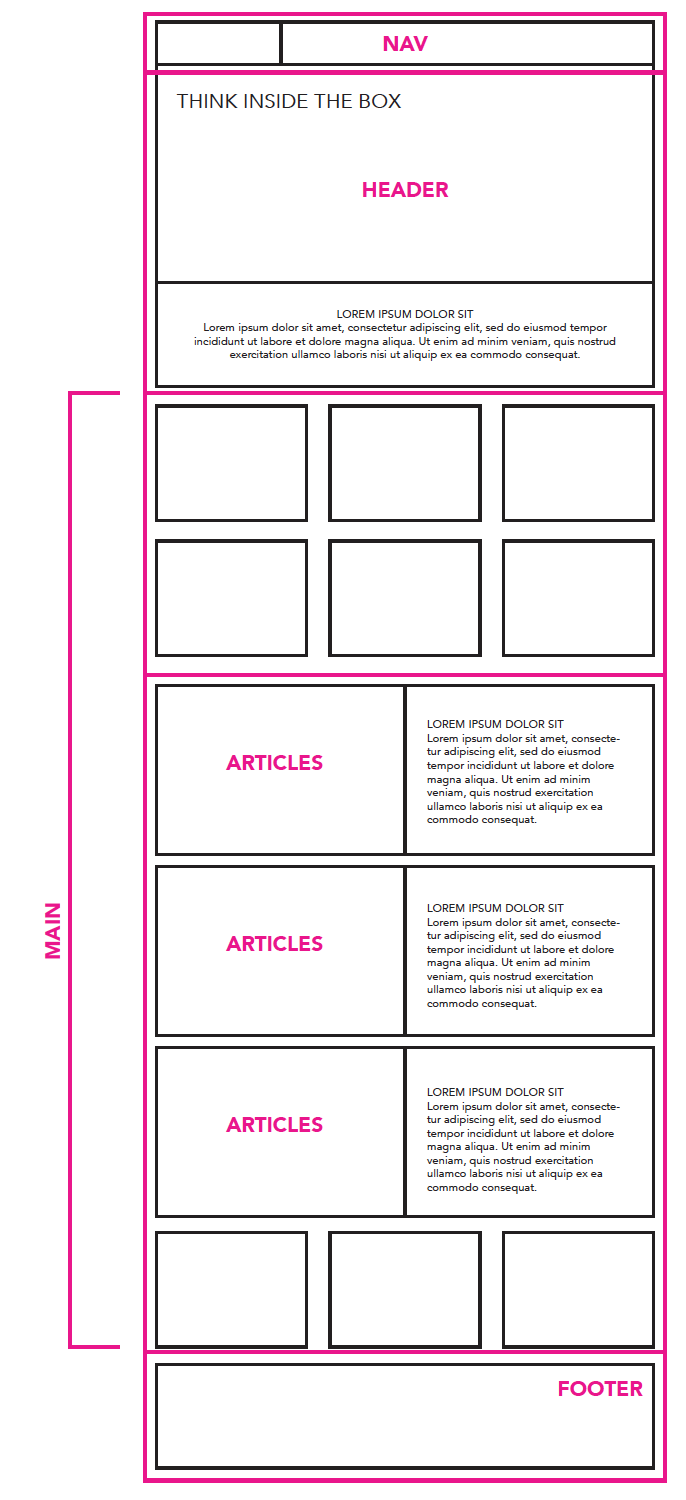 NAV
THINK INSIDE THE BOX
HEADER
LOREM IPSUM DOLOR SIT
Lorem ipsum dolor sit amet, consectetur adipiscing elit, sed do eiusmod tempor
incididunt ut labore et dolore magna aliqua. Ut enim ad minim veniam, quis nostrud
exercitation ullamco laboris nisi ut aliquip ex ea commodo consequat.
MAIN
ARTICLES
LOREM IPSUM DOLOR SIT
Lorem ipsum dolor sit amet, consecte-
tur adipiscing elit, sed do eiusmod
tempor incididunt ut labore et dolore
magna aliqua. Ut enim ad minim
veniam, quis nostrud exercitation
ullamco laboris nisi ut aliquip ex ea
commodo consequat.
ARTICLES
LOREM IPSUM DOLOR SIT
Lorem ipsum dolor sit amet, consecte-
tur adipiscing elit, sed do eiusmod
tempor incididunt ut labore et dolore
magna aliqua. Ut enim ad minim
veniam, quis nostrud exercitation
ullamco laboris nisi ut aliquip ex ea
commodo consequat.
ARTICLES
LOREM IPSUM DOLOR SIT
Lorem ipsum dolor sit amet, consecte-
tur adipiscing elit, sed do eiusmod
tempor incididunt ut labore et dolore
magna aliqua. Ut enim ad minim
veniam, quis nostrud exercitation
ullamco laboris nisi ut aliquip ex ea
commodo consequat.
FOOTER